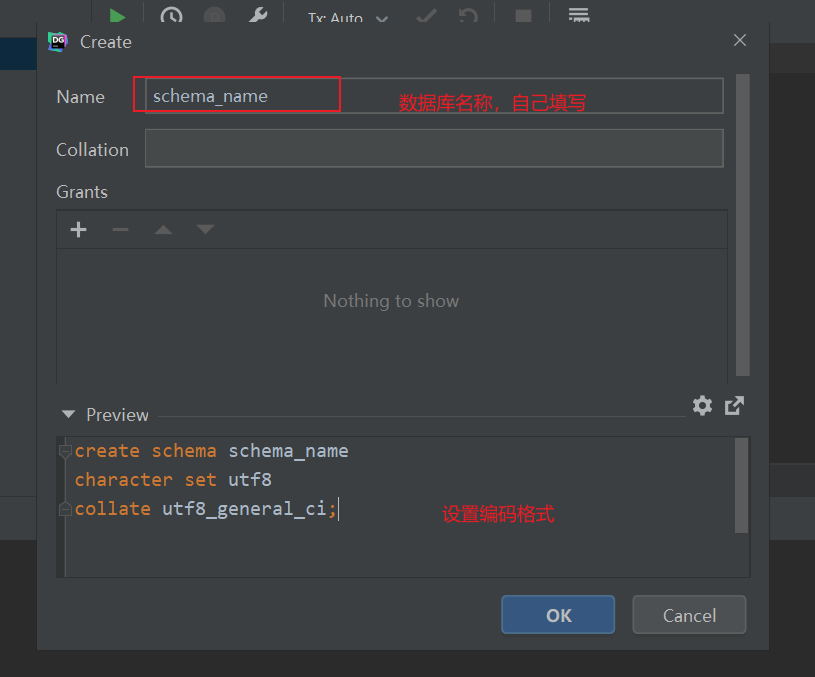 Tx: Auto
DG
Create
Name
schema_name
数据库名称，自己填写
Collation
Grants
Nothing to show
Preview
create schema schema_name
character set utf8
collate utf8_general_ci;
设置编码格式
OK
Cancel